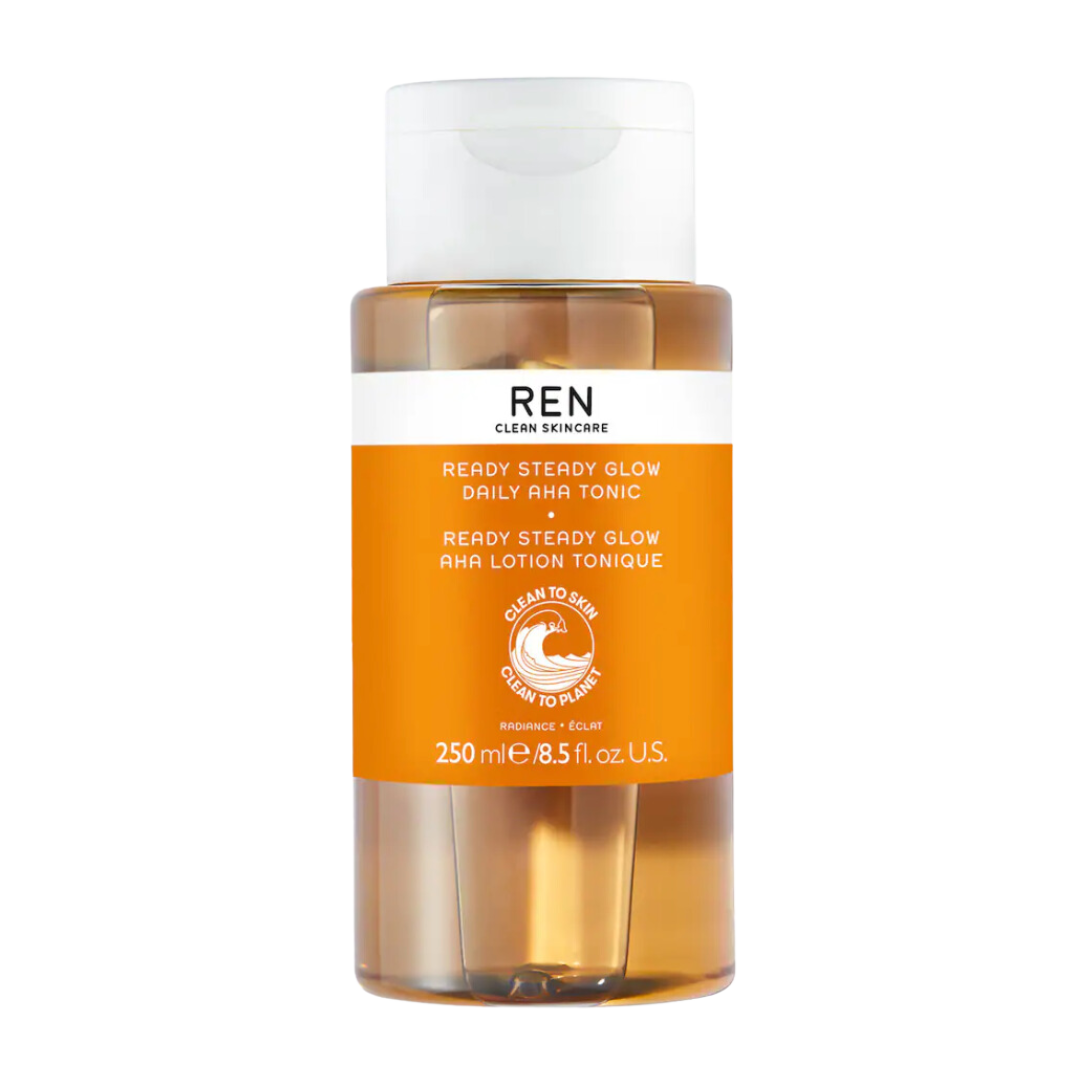 REN
CLEAN SKINCARE
READY STEADY GLOW
DAILY AHA TONIC
•
READY STEADY GLOW
AHA LOTION TONIQUE
CLEAN TO SKIN
CLEAN TO PLANET
RADIANCE • ÉCLAT
250 ml℮/8.5 fl. oz. U.S.